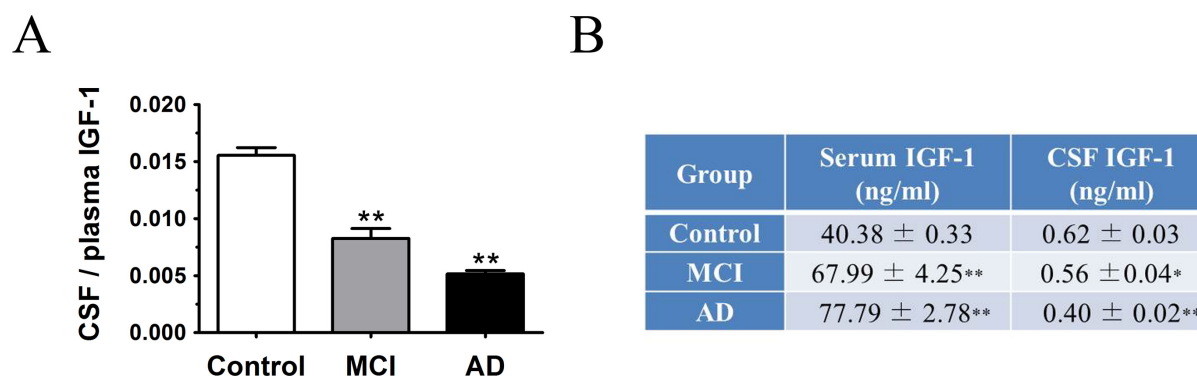 A
B
CSF / plasma IGF-1
0.020
0.015
0.010
0.005
0.000
**
**
Control MCI AD
Group Serum IGF-1 (ng/ml) CSF IGF-1 (ng/ml)
Control 40.38 ± 0.33 0.62 ± 0.03
MCI 67.99 ± 4.25** 0.56 ±0.04*
AD 77.79 ± 2.78** 0.40 ± 0.02**